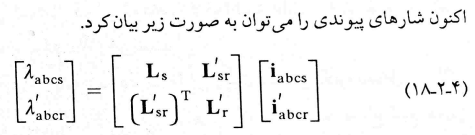 اکنون شارهای پیوندی را می‌توان به صورت زیر بیان کرد.
[λabcs; λ′abcr] = [Ls L′sr; (L′sr)ᵀ L′r] [iabcs; i′abcr] (۴-۲-۱۸)